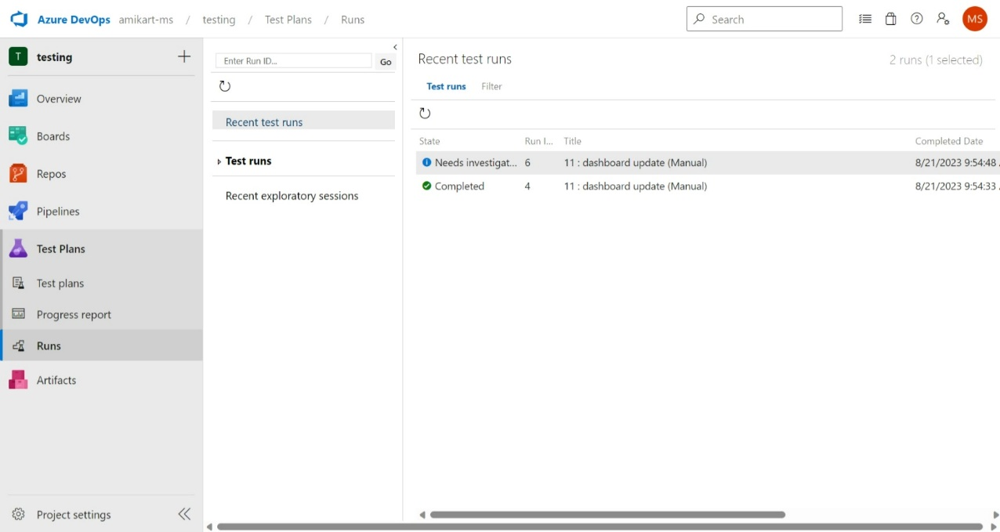 Azure DevOps amikart-ms / testing / Test Plans / Runs Search MS
T testing
Overview
Boards
Repos
Pipelines
Test Plans
Test plans
Progress report
Runs
Artifacts
Project settings
Enter Run ID... Go
Recent test runs
Test runs
Recent exploratory sessions
Recent test runs 2 runs (1 selected)
Test runs Filter
State Run I... Title Completed Date
Needs investigat... 6 11 : dashboard update (Manual) 8/21/2023 9:54:48
Completed 4 11 : dashboard update (Manual) 8/21/2023 9:54:33